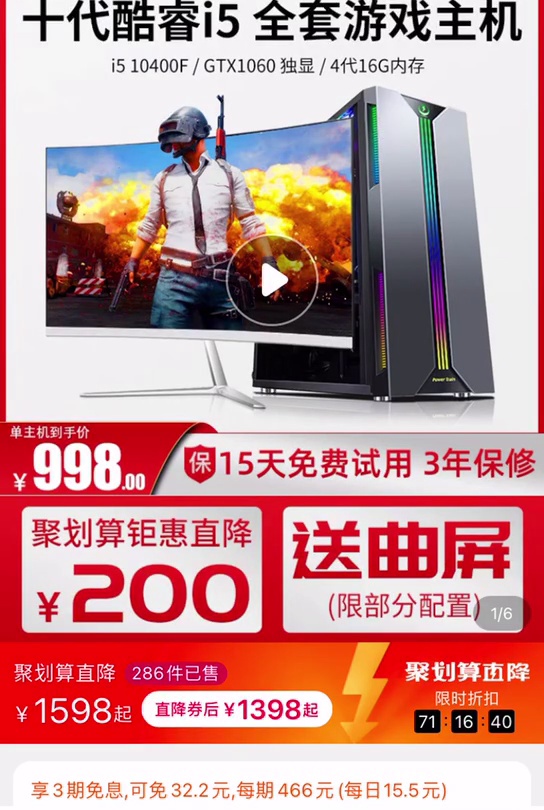 十代酷睿i5 全套游戏主机
i5 10400F / GTX1060 独显 / 4代16G内存
Power Train
单主机到手价
¥998.00
保 15天免费试用 3年保修
聚划算钜惠直降
¥200
送曲屏
(限部分配置)
1/6
聚划算直降 286件已售
¥1598起 直降券后¥1398起
聚划算直降
限时折扣
71:16:40
享3期免息,可免32.2元,每期466元(每日15.5元)